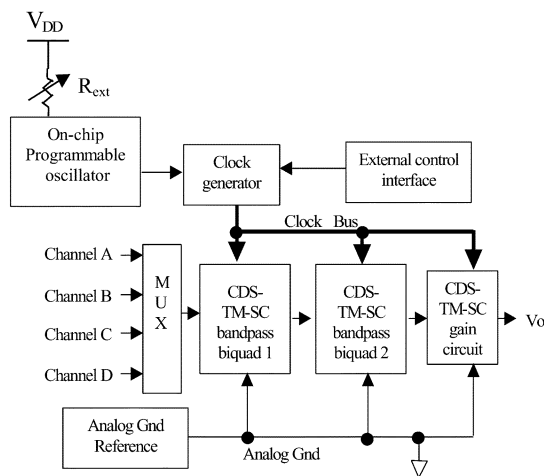 V_DD
R_ext
On-chip
Programmable
oscillator
Clock
generator
External control
interface
Clock Bus
Channel A
Channel B
Channel C
Channel D
M
U
X
CDS-
TM-SC
bandpass
biquad 1
CDS-
TM-SC
bandpass
biquad 2
CDS-
TM-SC
gain
circuit
Vo
Analog Gnd
Reference
Analog Gnd